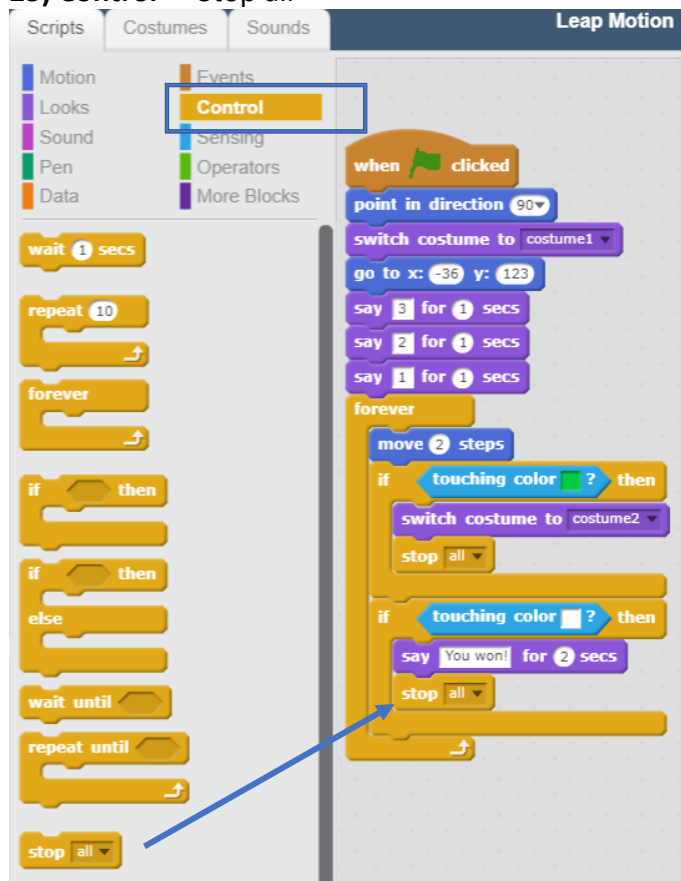 Scripts Costumes Sounds Leap Motion
Motion Events
Looks Control
Sound Sensing
Pen Operators
Data More Blocks
wait 1 secs
repeat 10
forever
if then
if then
else
wait until
repeat until
stop all
when clicked
point in direction 90
switch costume to costume1
go to x: -36 y: 123
say 3 for 1 secs
say 2 for 1 secs
say 1 for 1 secs
forever
move 2 steps
if touching color ? then
switch costume to costume2
stop all
if touching color ? then
say You won! for 2 secs
stop all